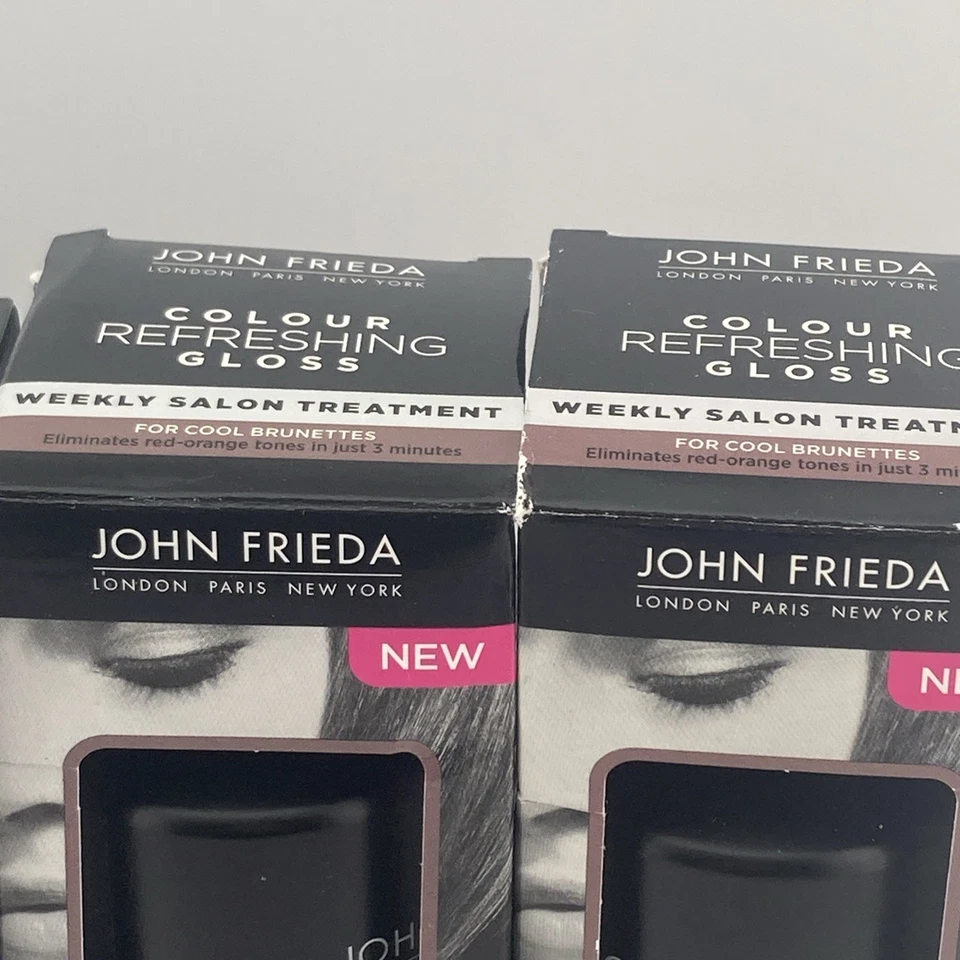 JOHN FRIEDA
LONDON PARIS NEW YORK
COLOUR
REFRESHING
GLOSS
WEEKLY SALON TREATMENT
FOR COOL BRUNETTES
Eliminates red-orange tones in just 3 minutes
JOHN FRIEDA
LONDON PARIS NEW YORK
NEW
JOH
JOHN FRIEDA
LONDON PARIS NEW YORK
COLOUR
REFRESHING
GLOSS
WEEKLY SALON TREATM
FOR COOL BRUNETTES
Eliminates red-orange tones in just 3 mi
JOHN FRIEDA
LONDON PARIS NEW YORK
NE